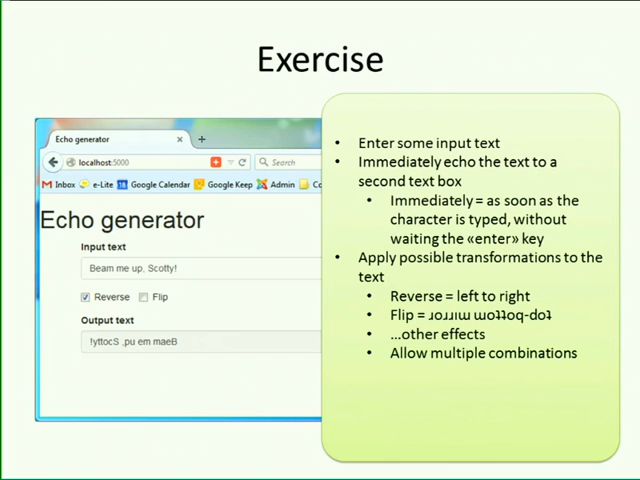 Exercise
Echo generator
localhost:5000
Search
Inbox
e-Lite
18
Google Calendar
Google Keep
Admin
Co
Echo generator
Input text
Beam me up, Scotty!
Reverse
Flip
Output text
!yttocS ,pu em maeB
• Enter some input text
• Immediately echo the text to a
second text box
• Immediately = as soon as the
character is typed, without
waiting the «enter» key
• Apply possible transformations to the
text
• Reverse = left to right
• Flip = ɹoɹɹıɯ ɯoʇʇoq-doʇ
• …other effects
• Allow multiple combinations